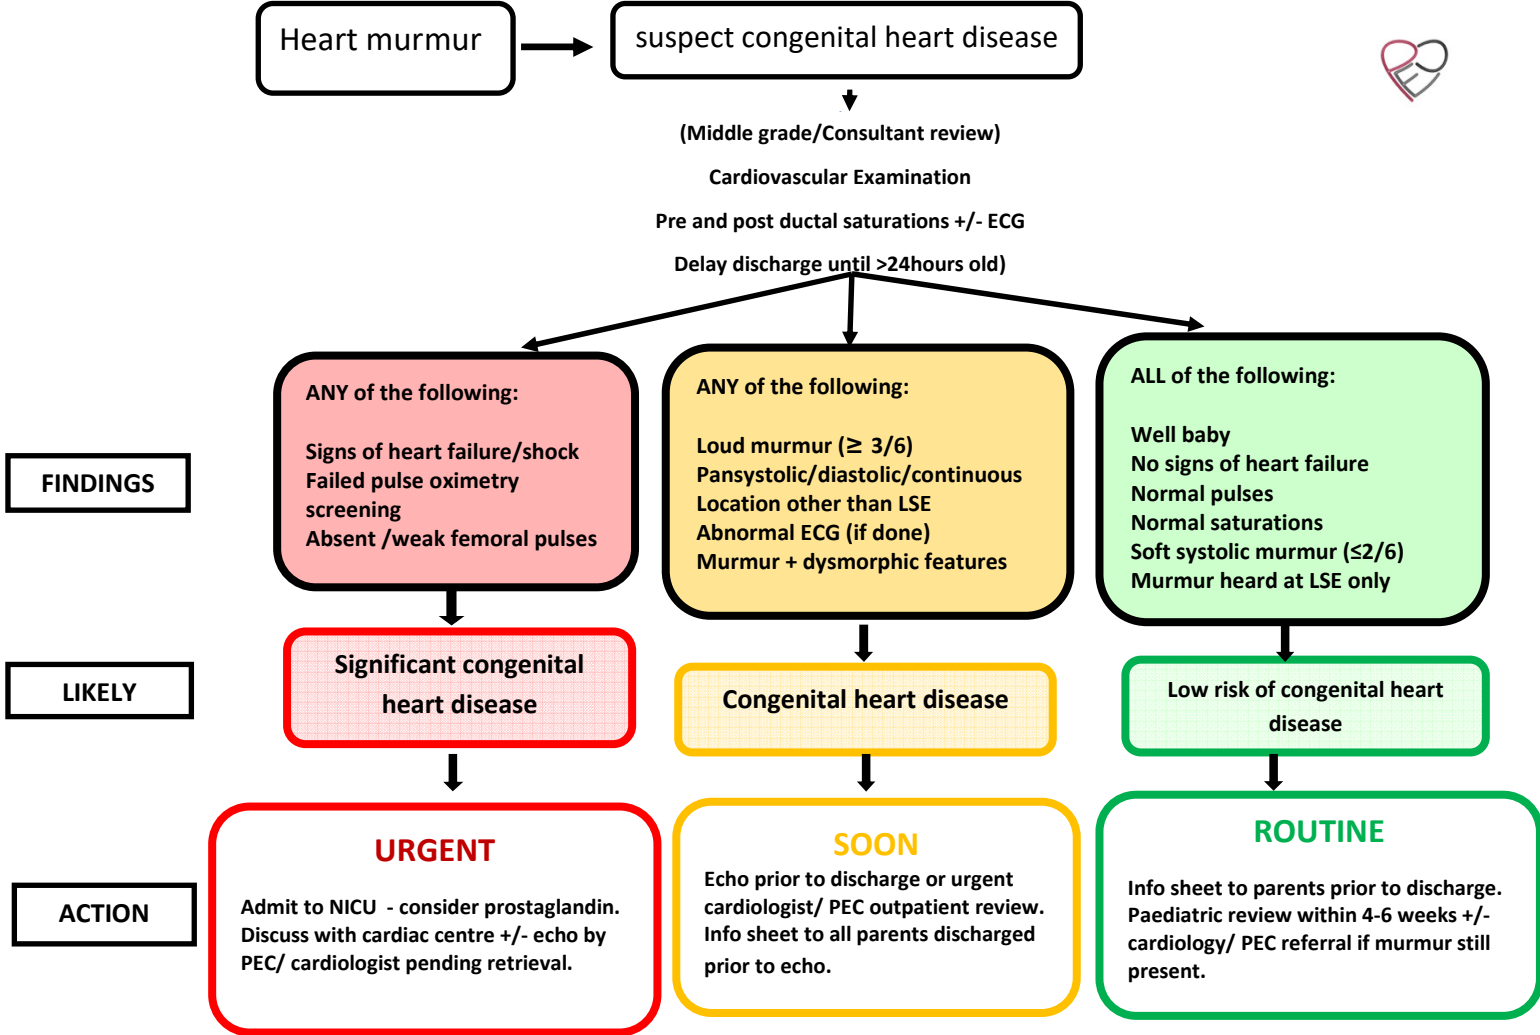 Heart murmur
suspect congenital heart disease
(Middle grade/Consultant review)
Cardiovascular Examination
Pre and post ductal saturations +/- ECG
Delay discharge until >24hours old)
FINDINGS
ANY of the following:
Signs of heart failure/shock
Failed pulse oximetry
screening
Absent /weak femoral pulses
ANY of the following:
Loud murmur (≥ 3/6)
Pansystolic/diastolic/continuous
Location other than LSE
Abnormal ECG (if done)
Murmur + dysmorphic features
ALL of the following:
Well baby
No signs of heart failure
Normal pulses
Normal saturations
Soft systolic murmur (≤2/6)
Murmur heard at LSE only
LIKELY
Significant congenital
heart disease
Congenital heart disease
Low risk of congenital heart
disease
ACTION
URGENT
Admit to NICU - consider prostaglandin.
Discuss with cardiac centre +/- echo by
PEC/ cardiologist pending retrieval.
SOON
Echo prior to discharge or urgent
cardiologist/ PEC outpatient review.
Info sheet to all parents discharged
prior to echo.
ROUTINE
Info sheet to parents prior to discharge.
Paediatric review within 4-6 weeks +/-
cardiology/ PEC referral if murmur still
present.